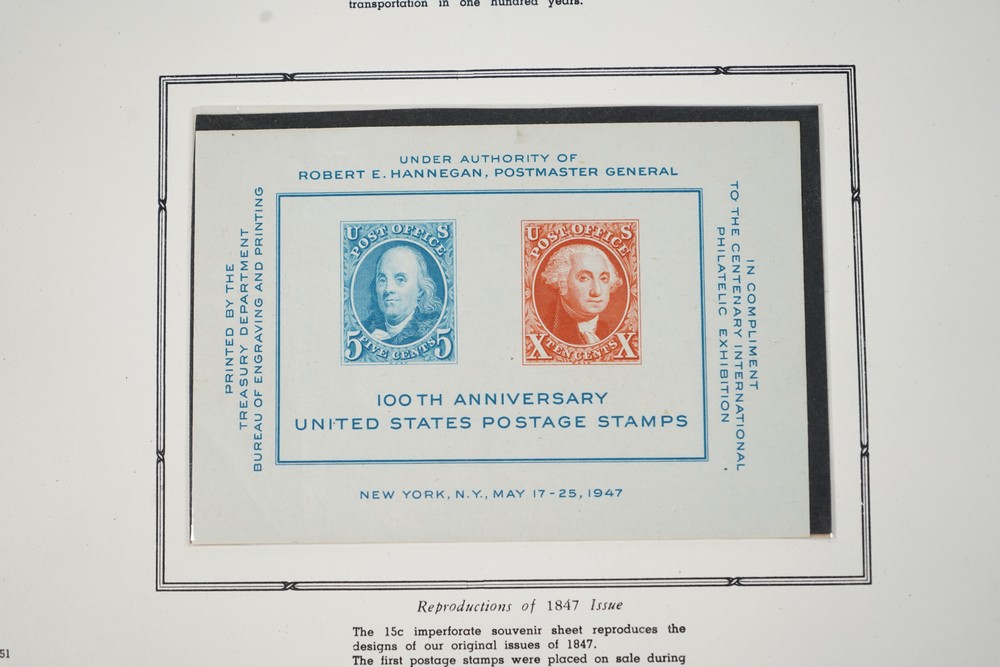 transportation in one hundred years.
UNDER AUTHORITY OF
ROBERT E. HANNEGAN, POSTMASTER GENERAL
PRINTED BY THE
TREASURY DEPARTMENT
BUREAU OF ENGRAVING AND PRINTING
U S
POST OFFICE
5 5
FIVE CENTS
U S
POST OFFICE
X X
TEN CENTS
IN COMPLIMENT
TO THE CENTENARY INTERNATIONAL
PHILATELIC EXHIBITION
100TH ANNIVERSARY
UNITED STATES POSTAGE STAMPS
NEW YORK, N.Y., MAY 17-25, 1947
Reproductions of 1847 Issue
The 15c imperforate souvenir sheet reproduces the
designs of our original issues of 1847.
The first postage stamps were placed on sale during
51